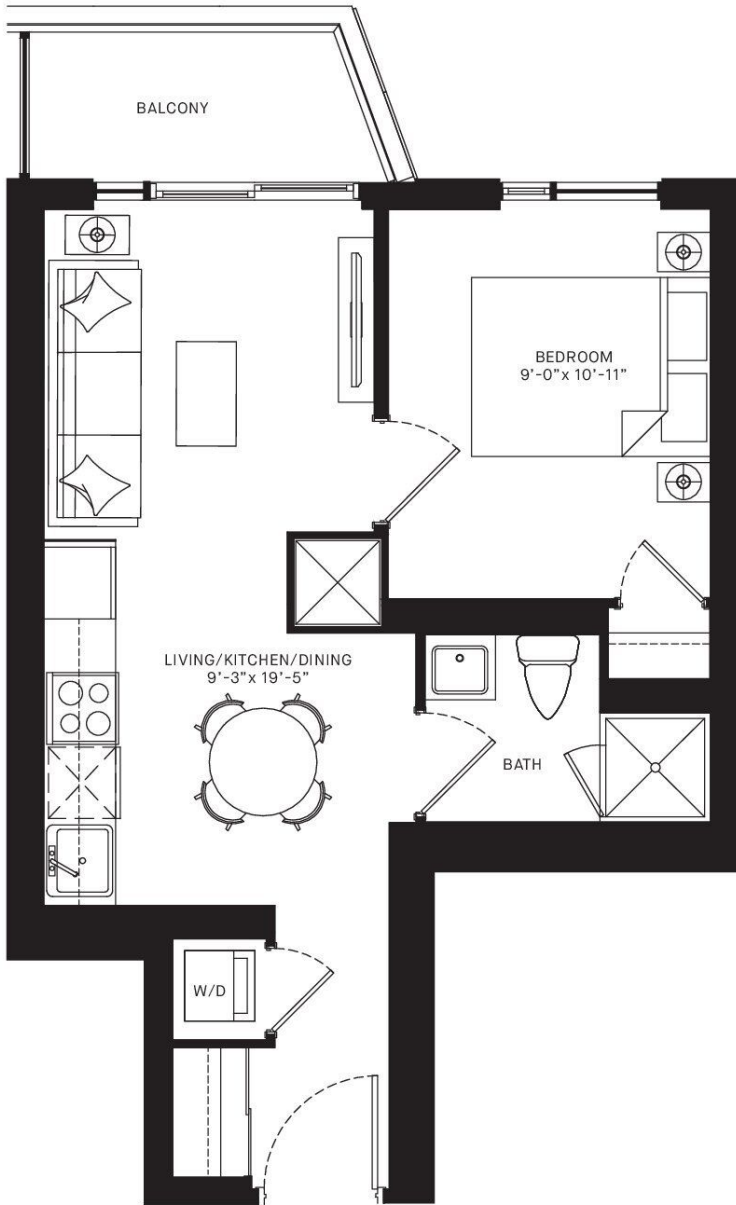 BALCONY
BEDROOM
9'-0" x 10'-11"
LIVING/KITCHEN/DINING
9'-3" x 19'-5"
BATH
W/D